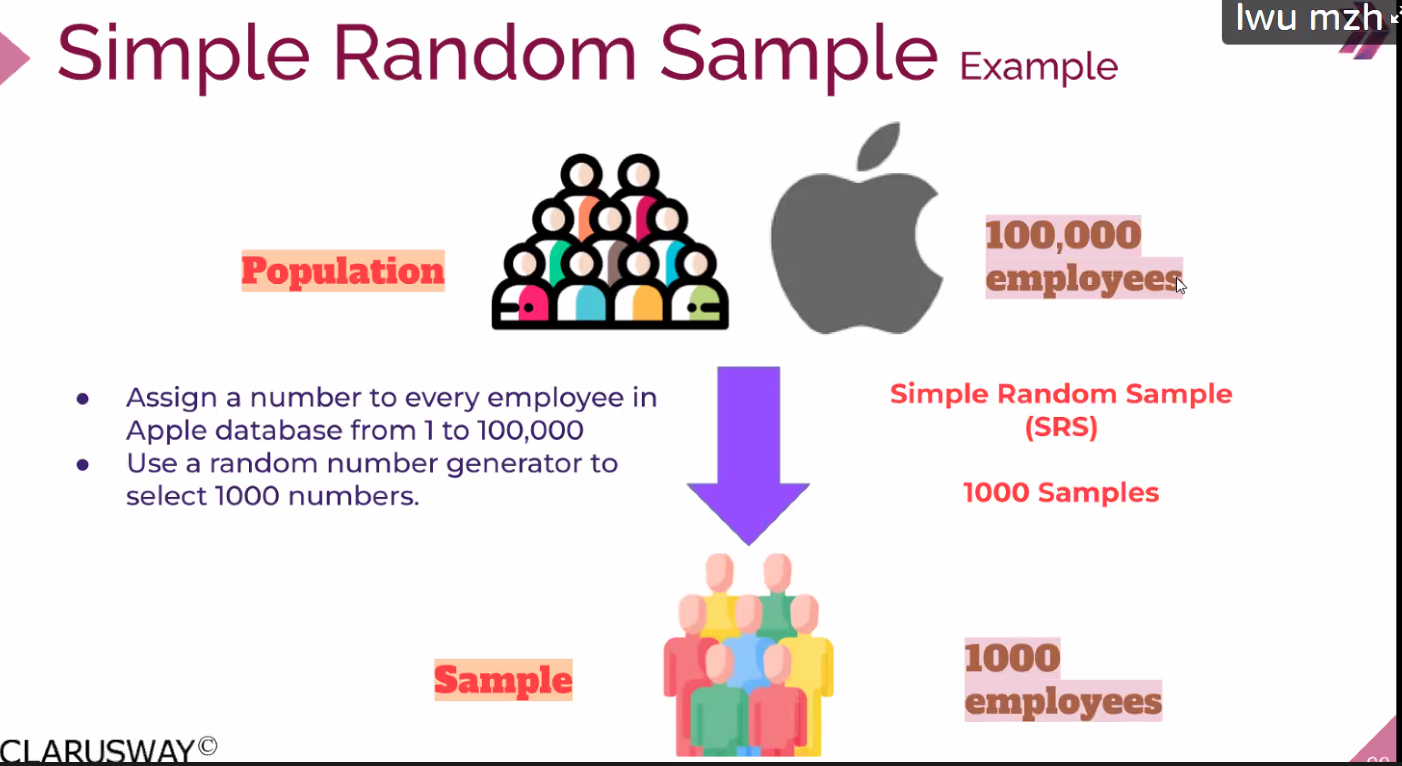 lwu mzh
Simple Random Sample Example
Population
100,000
employees
● Assign a number to every employee in
Apple database from 1 to 100,000
● Use a random number generator to
select 1000 numbers.
Simple Random Sample
(SRS)
1000 Samples
Sample
1000
employees
CLARUSWAY©